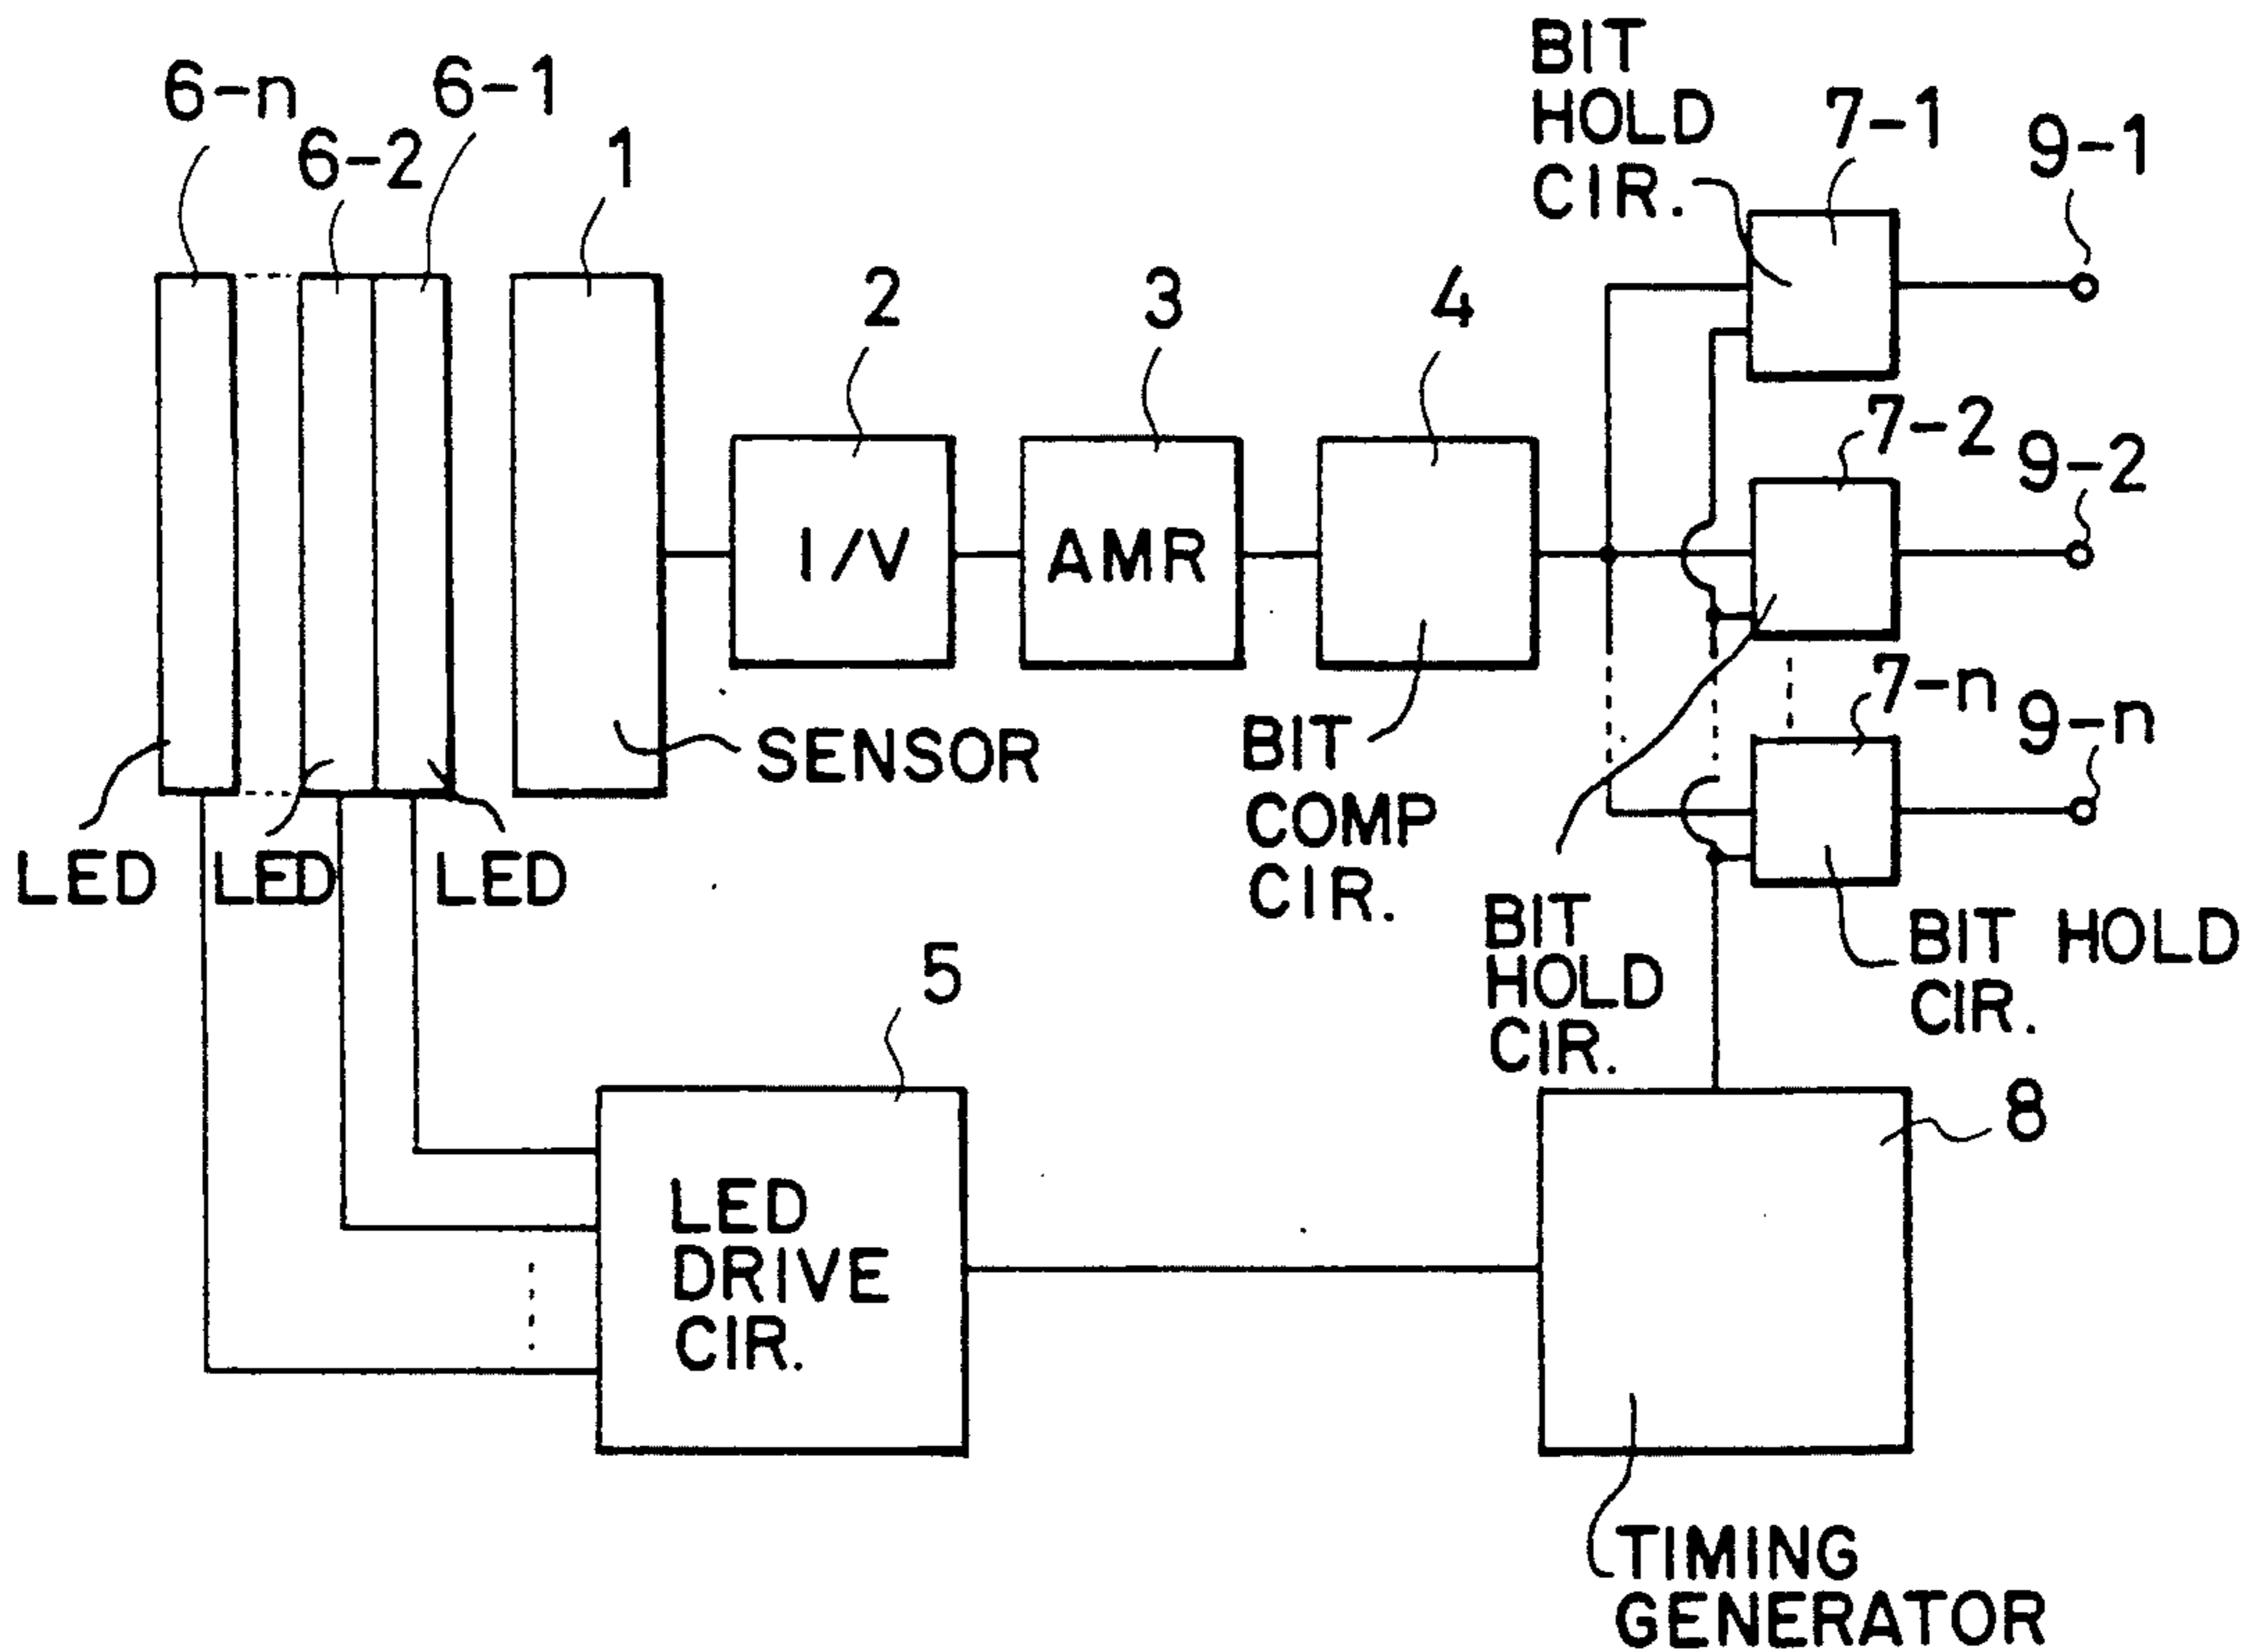 6-n
6-2
6-1
1
2
3
4
BIT
HOLD
CIR.
7-1
9-1
7-2
9-2
7-n
9-n
I/V
AMR
SENSOR
BIT
COMP
CIR.
LED
LED
LED
BIT
HOLD
CIR.
BIT HOLD
CIR.
5
LED
DRIVE
CIR.
8
TIMING
GENERATOR